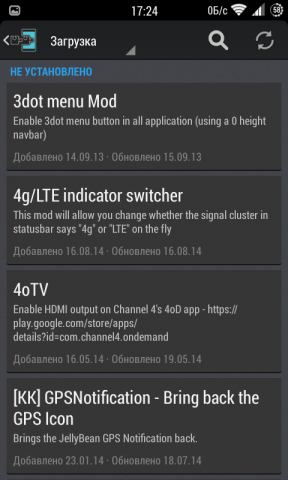 17:24
0Б/с
58
Загрузка
НЕ УСТАНОВЛЕНО
3dot menu Mod
Enable 3dot menu button in all application (using a 0 height
navbar)
Добавлено 14.09.13 · Обновлено 15.09.13
4g/LTE indicator switcher
This mod will allow you change whether the signal cluster in
statusbar says "4g" or "LTE" on the fly
Добавлено 16.08.14 · Обновлено 16.08.14
4oTV
Enable HDMI output on Channel 4's 4oD app - https://
play.google.com/store/apps/
details?id=com.channel4.ondemand
Добавлено 16.05.14 · Обновлено 19.05.14
[KK] GPSNotification - Bring back the
GPS Icon
Brings the JellyBean GPS Notification back.
Добавлено 23.01.14 · Обновлено 18.07.14